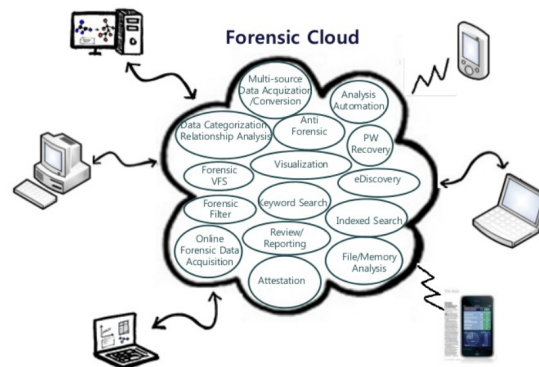 Forensic Cloud
Multi-source
Data Acquization
/Conversion
Analysis
Automation
Data Categorization
Relationship Analysis
Anti
Forensic
PW
Recovery
Visualization
Forensic
VFS
eDiscovery
Forensic
Filter
Keyword Search
Indexed Search
Online
Forensic Data
Acquisition
Review/
Reporting
File/Memory
Analysis
Attestation